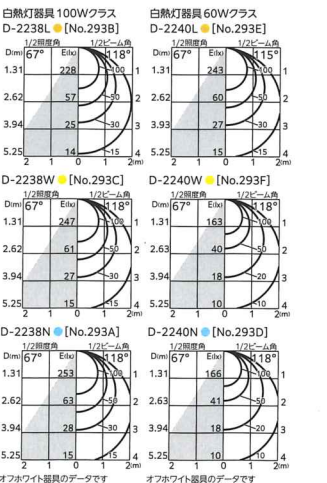 白熱灯器具100Wクラス
D-2238L [No.293B]
1/2照度角 1/2ビーム角
D(m) 67° E(lx) 115°
1.31 228 100 1
2.62 57 50 2
3.94 25 30 3
5.25 14 15 4
2 1 0 1 2(m)
白熱灯器具60Wクラス
D-2240L [No.293E]
1/2照度角 1/2ビーム角
D(m) 67° E(lx) 118°
1.31 243 100 1
2.62 60 50 2
3.94 27 30 3
5.25 15 15 4
2 1 0 1 2(m)
D-2238W [No.293C]
1/2照度角 1/2ビーム角
D(m) 67° E(lx) 118°
1.31 247 100 1
2.62 61 50 2
3.94 27 30 3
5.25 15 15 4
2 1 0 1 2(m)
D-2240W [No.293F]
1/2照度角 1/2ビーム角
D(m) 67° E(lx) 118°
1.31 163 100 1
2.62 40 50 2
3.94 18 20 3
5.25 10 10 4
2 1 0 1 2(m)
D-2238N [No.293A]
1/2照度角 1/2ビーム角
D(m) 67° E(lx) 118°
1.31 253 100 1
2.62 63 50 2
3.94 28 30 3
5.25 15 15 4
2 1 0 1 2(m)
オフホワイト器具のデータです
D-2240N [No.293D]
1/2照度角 1/2ビーム角
D(m) 67° E(lx) 118°
1.31 166 100 1
2.62 41 50 2
3.94 18 20 3
5.25 10 10 4
2 1 0 1 2(m)
オフホワイト器具のデータです